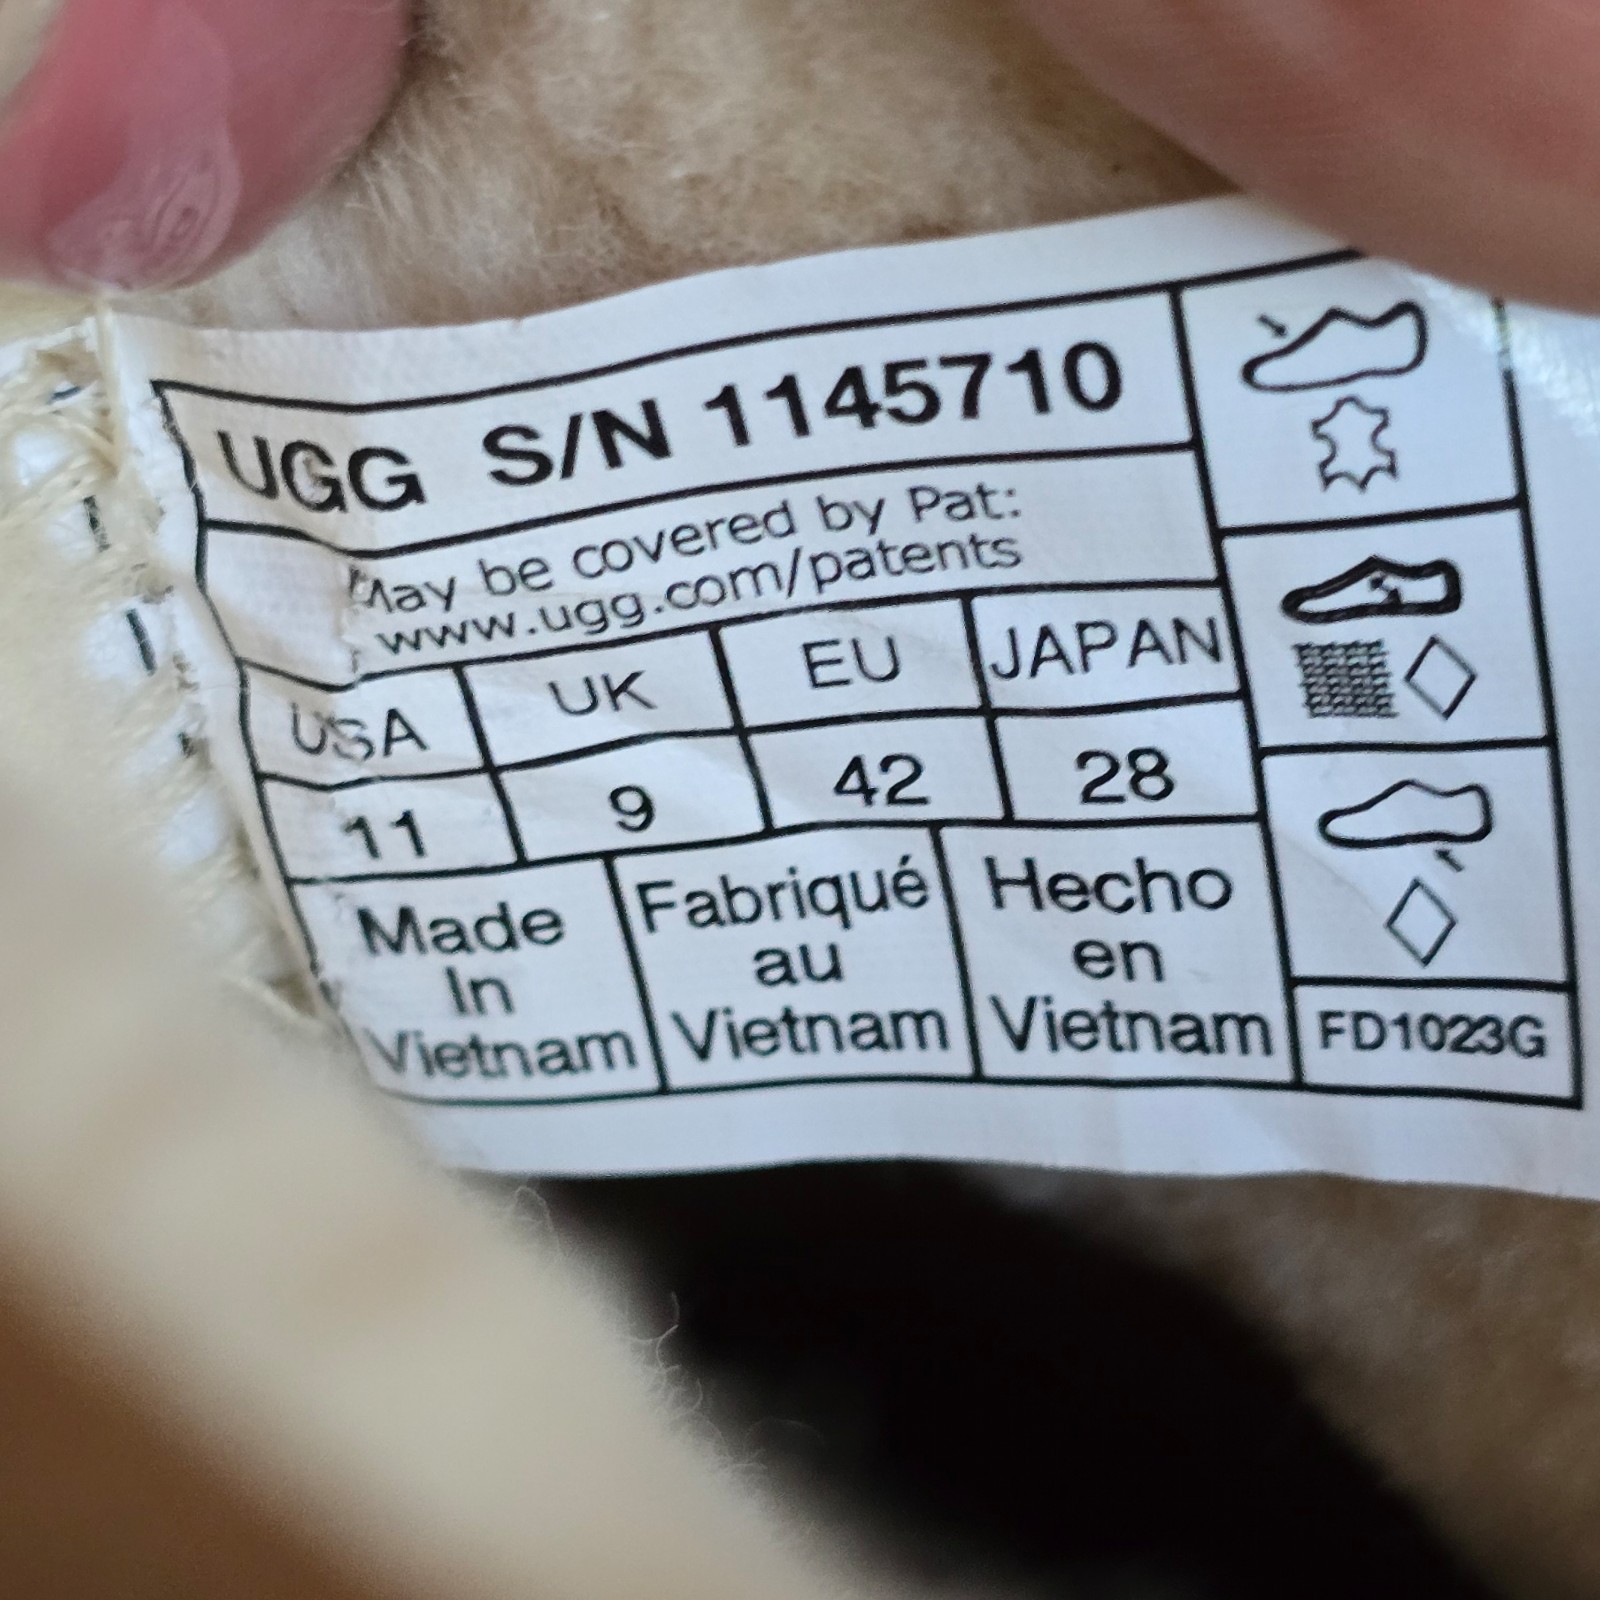 UGG S/N 1145710
May be covered by Pat:
www.ugg.com/patents
USA UK EU JAPAN
11 9 42 28
Made
In
Vietnam
Fabriqué
au
Vietnam
Hecho
en
Vietnam
FD1023G